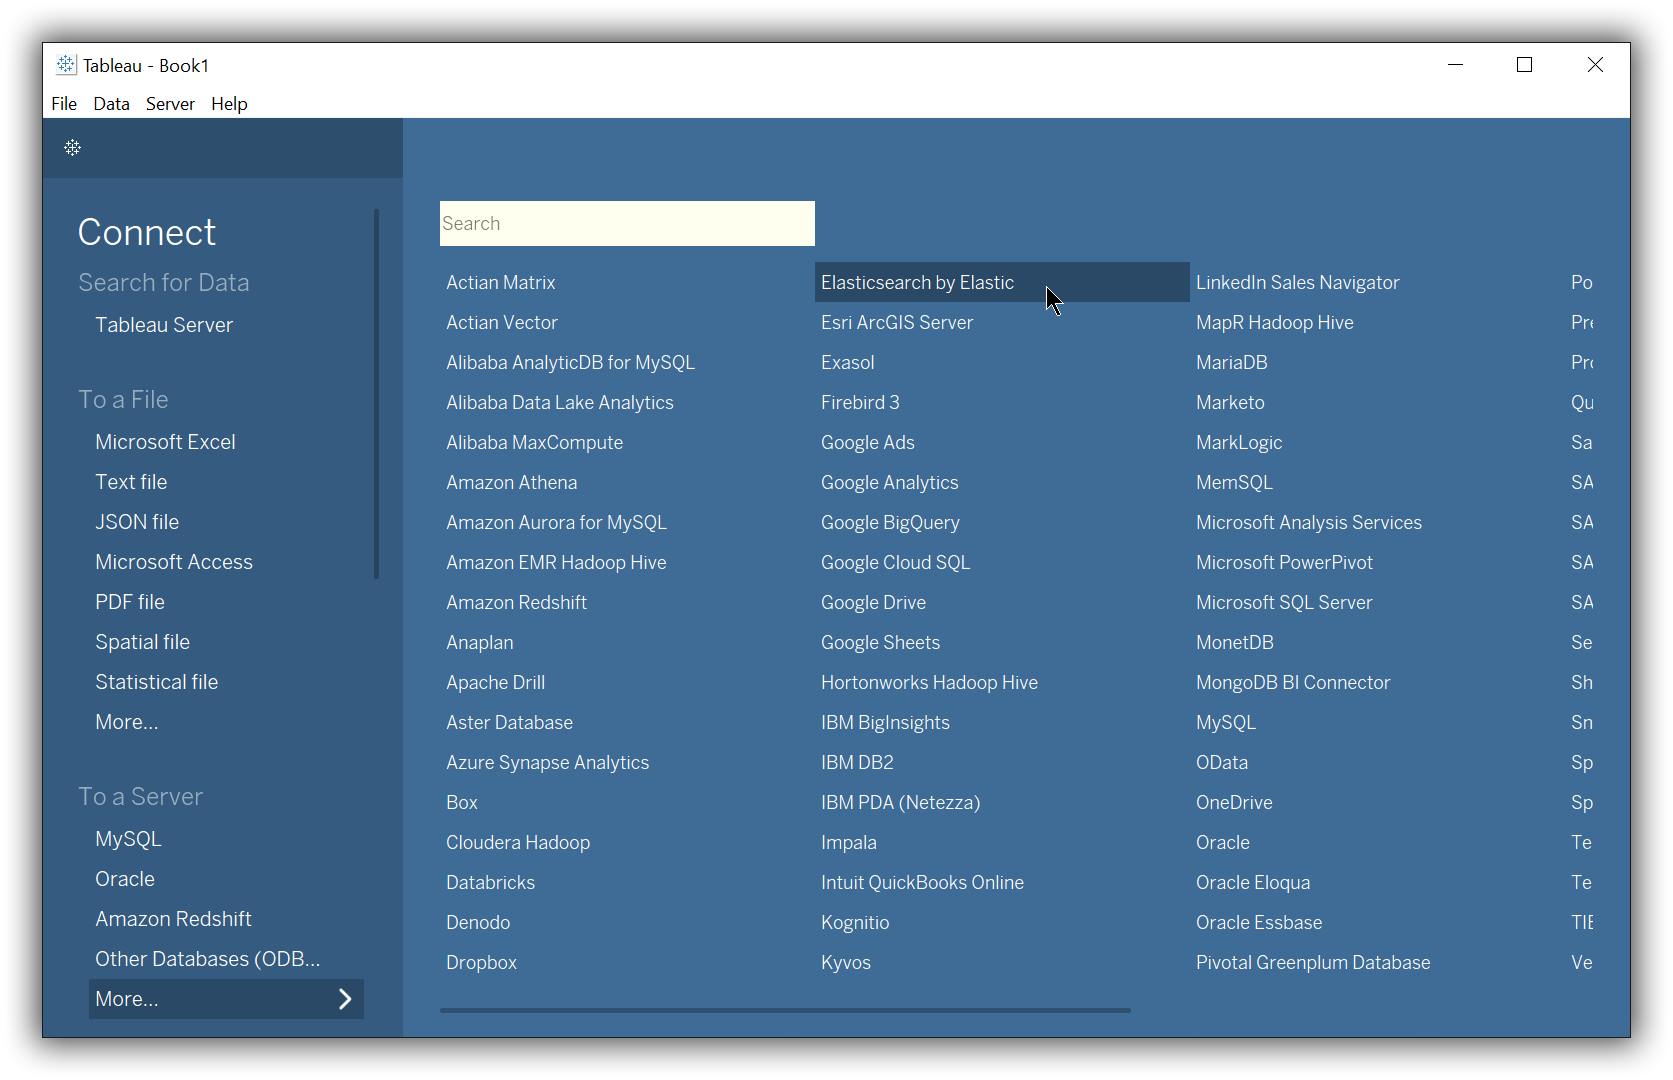 Tableau - Book1
File Data Server Help
Connect
Search for Data
Tableau Server
To a File
Microsoft Excel
Text file
JSON file
Microsoft Access
PDF file
Spatial file
Statistical file
More...
To a Server
MySQL
Oracle
Amazon Redshift
Other Databases (ODB...
More...
Search
Actian Matrix
Actian Vector
Alibaba AnalyticDB for MySQL
Alibaba Data Lake Analytics
Alibaba MaxCompute
Amazon Athena
Amazon Aurora for MySQL
Amazon EMR Hadoop Hive
Amazon Redshift
Anaplan
Apache Drill
Aster Database
Azure Synapse Analytics
Box
Cloudera Hadoop
Databricks
Denodo
Dropbox
Elasticsearch by Elastic
Esri ArcGIS Server
Exasol
Firebird 3
Google Ads
Google Analytics
Google BigQuery
Google Cloud SQL
Google Drive
Google Sheets
Hortonworks Hadoop Hive
IBM BigInsights
IBM DB2
IBM PDA (Netezza)
Impala
Intuit QuickBooks Online
Kognitio
Kyvos
LinkedIn Sales Navigator
MapR Hadoop Hive
MariaDB
Marketo
MarkLogic
MemSQL
Microsoft Analysis Services
Microsoft PowerPivot
Microsoft SQL Server
MonetDB
MongoDB BI Connector
MySQL
OData
OneDrive
Oracle
Oracle Eloqua
Oracle Essbase
Pivotal Greenplum Database
Po
Pre
Pro
Qu
Sa
SA
SA
SA
SA
Se
Sh
Sn
Sp
Sp
Te
Te
TIB
Ve